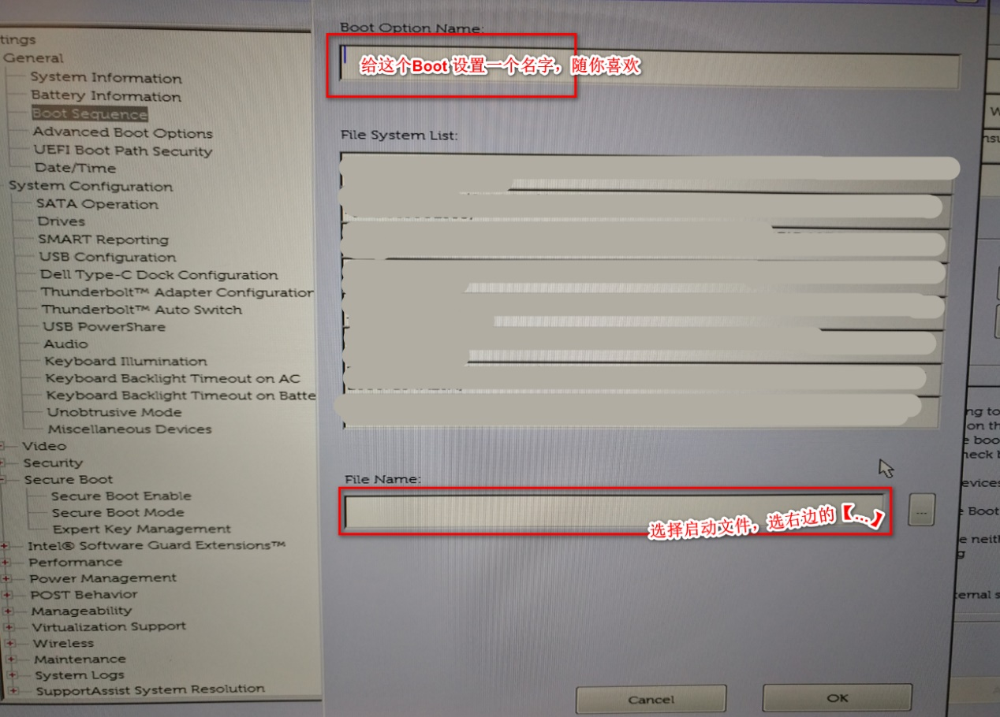 tings
General
System Information
Battery Information
Boot Sequence
Advanced Boot Options
UEFI Boot Path Security
Date/Time
System Configuration
SATA Operation
Drives
SMART Reporting
USB Configuration
Dell Type-C Dock Configuration
Thunderbolt™ Adapter Configuration
Thunderbolt™ Auto Switch
USB PowerShare
Audio
Keyboard Illumination
Keyboard Backlight Timeout on AC
Keyboard Backlight Timeout on Batte
Unobtrusive Mode
Miscellaneous Devices
Video
Security
Secure Boot
Secure Boot Enable
Secure Boot Mode
Expert Key Management
Intel® Software Guard Extensions™
Performance
Power Management
POST Behavior
Manageability
Virtualization Support
Wireless
Maintenance
System Logs
SupportAssist System Resolution
Boot Option Name:
给这个Boot 设置一个名字，随你喜欢
File System List:
File Name:
选择启动文件，选右边的【...】
...
Cancel
OK
ng to
on th
e boo
heck b
evices
e Boot
e neith
g
ternal s